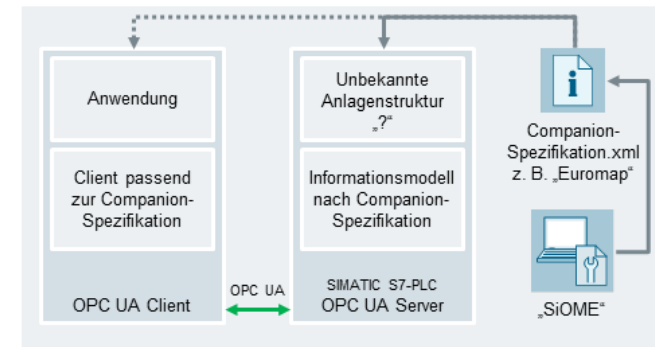 Anwendung
Client passend
zur Companion-
Spezifikation
OPC UA Client
OPC UA
Unbekannte
Anlagenstruktur
„?“
Informationsmodell
nach Companion-
Spezifikation
SIMATIC S7-PLC
OPC UA Server
i
Companion-
Spezifikation.xml
z. B. „Euromap“
„SiOME“